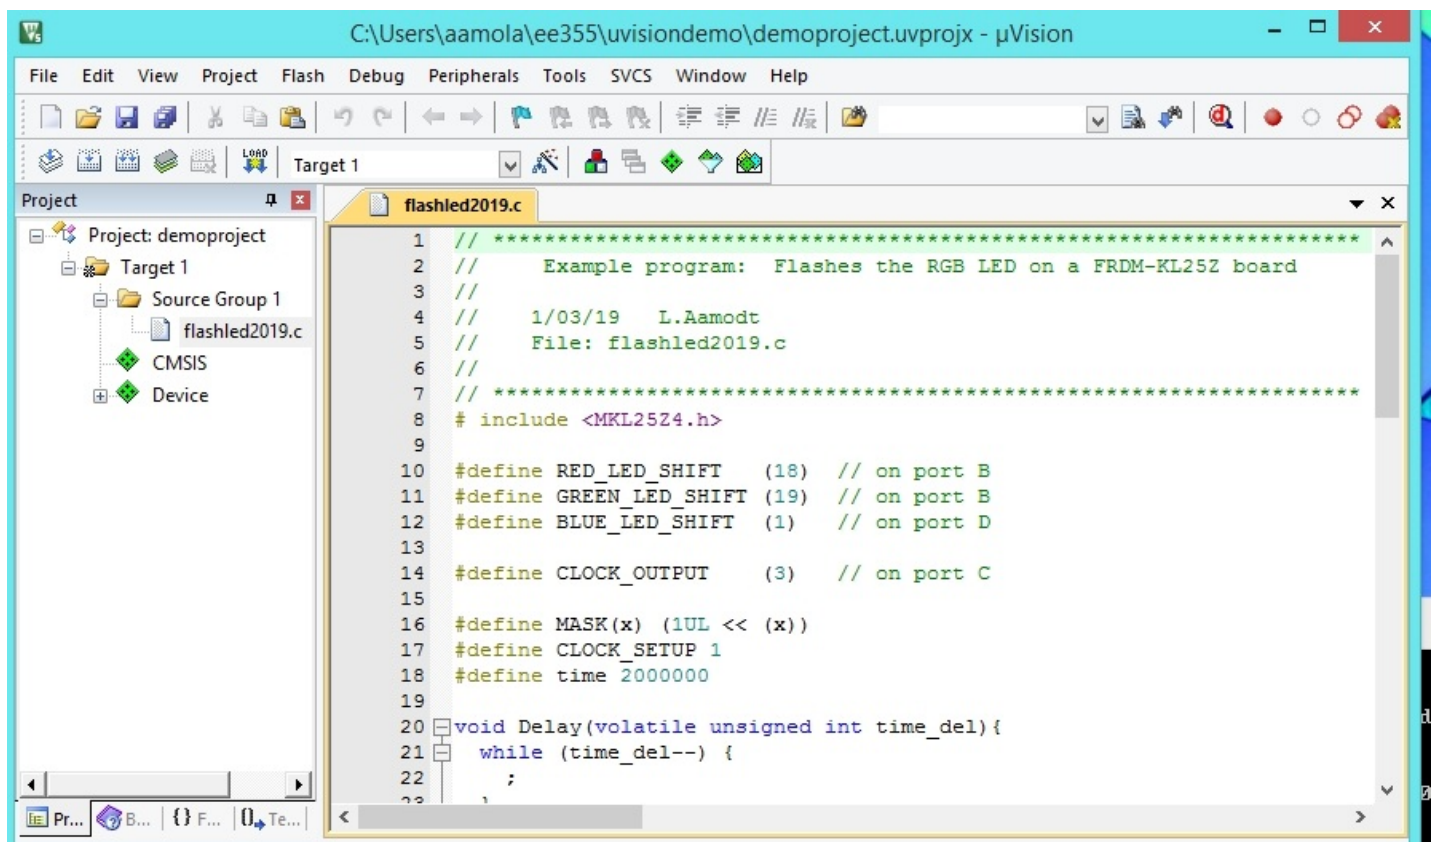 C:\Users\aamola\ee355\uvisiondemo\demoproject.uvprojx - µVision
File Edit View Project Flash Debug Peripherals Tools SVCS Window Help
LOAD
Target 1
Project
flashled2019.c
Project: demoproject
Target 1
Source Group 1
flashled2019.c
CMSIS
Device
1 // ********************************************************************
2 //     Example program:  Flashes the RGB LED on a FRDM-KL25Z board
3 //
4 //    1/03/19   L.Aamodt
5 //    File: flashled2019.c
6 //
7 // ********************************************************************
8 # include <MKL25Z4.h>
9
10 #define RED_LED_SHIFT   (18)  // on port B
11 #define GREEN_LED_SHIFT (19)  // on port B
12 #define BLUE_LED_SHIFT  (1)   // on port D
13
14 #define CLOCK_OUTPUT    (3)   // on port C
15
16 #define MASK(x) (1UL << (x))
17 #define CLOCK_SETUP 1
18 #define time 2000000
19
20 void Delay(volatile unsigned int time_del){
21   while (time_del--) {
22     ;
23   }
Pr... B... {} F... 0 Te...